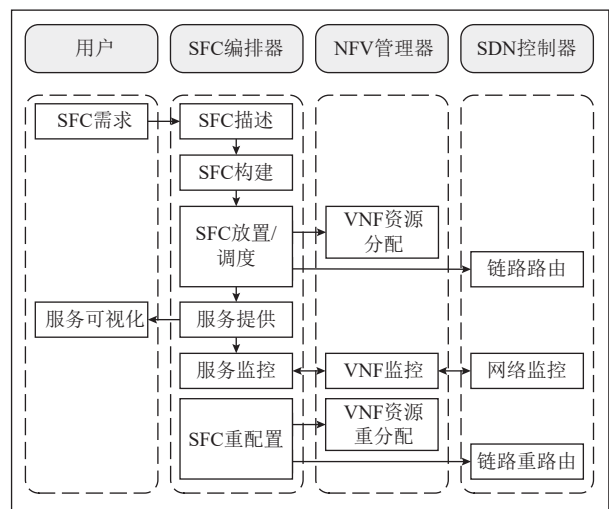 用户
SFC编排器
NFV管理器
SDN控制器
SFC需求
SFC描述
SFC构建
SFC放置/
调度
VNF资源
分配
链路路由
服务可视化
服务提供
服务监控
VNF监控
网络监控
SFC重配置
VNF资源
重分配
链路重路由